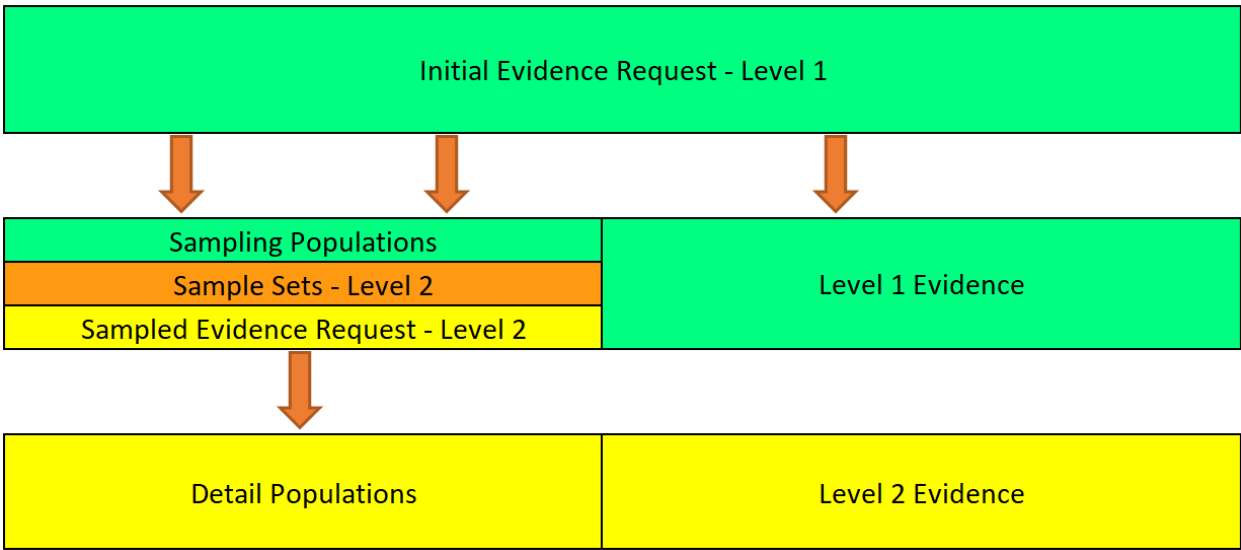 Initial Evidence Request - Level 1
Sampling Populations
Sample Sets - Level 2
Sampled Evidence Request - Level 2
Level 1 Evidence
Detail Populations
Level 2 Evidence